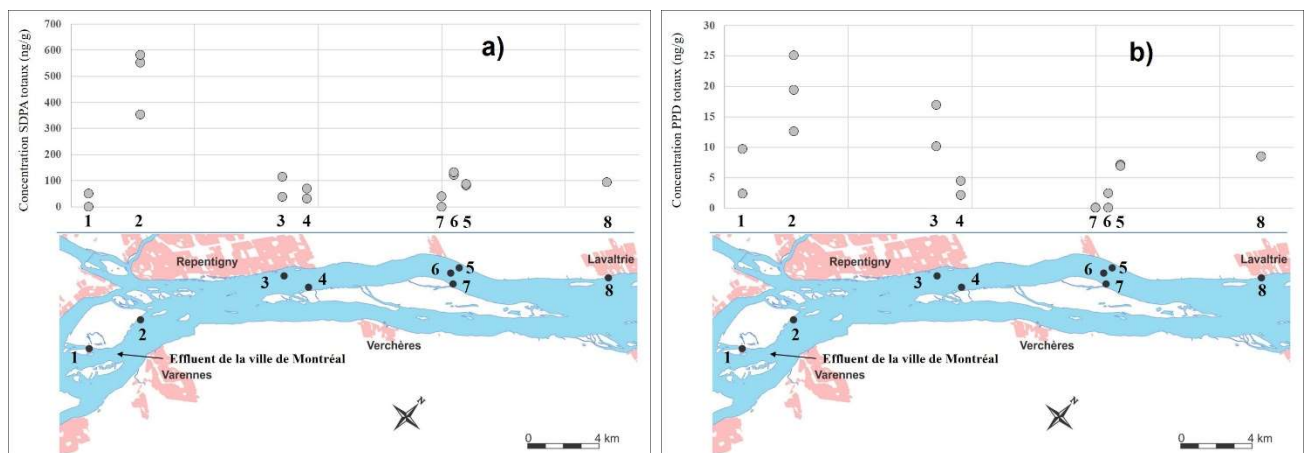 Concentration SDPA totaux (ng/g)
700
600
500
400
300
200
100
0
a)
1 2 3 4 7 6 5 8
Repentigny
Lavaltrie
3
4
6
5
7
8
2
1
Effluent de la ville de Montréal
Varennes
Verchères
N
0 4 km
Concentration PPD totaux (ng/g)
30
25
20
15
10
5
0
b)
1 2 3 4 7 6 5 8
Repentigny
Lavaltrie
3
4
6
5
7
8
2
1
Effluent de la ville de Montréal
Varennes
Verchères
N
0 4 km